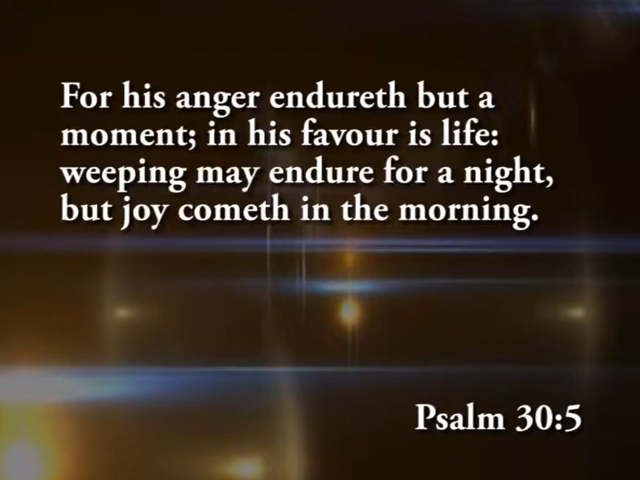 For his anger endureth but a
moment; in his favour is life:
weeping may endure for a night,
but joy cometh in the morning.
Psalm 30:5